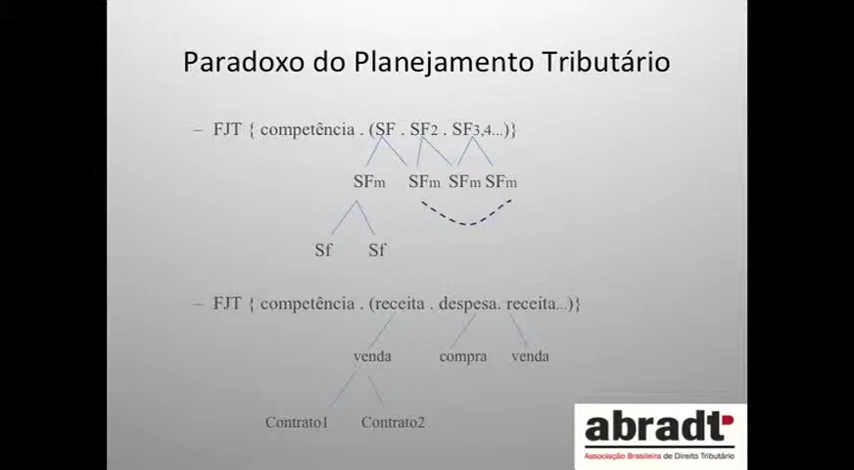 Paradoxo do Planejamento Tributário
– FJT { competência . (SF . SF2 . SF3,4...)}
SFm SFm SFm SFm
Sf Sf
– FJT { competência . (receita . despesa. receita...)}
venda compra venda
Contrato1 Contrato2
abradt
Associação Brasileira de Direito Tributário